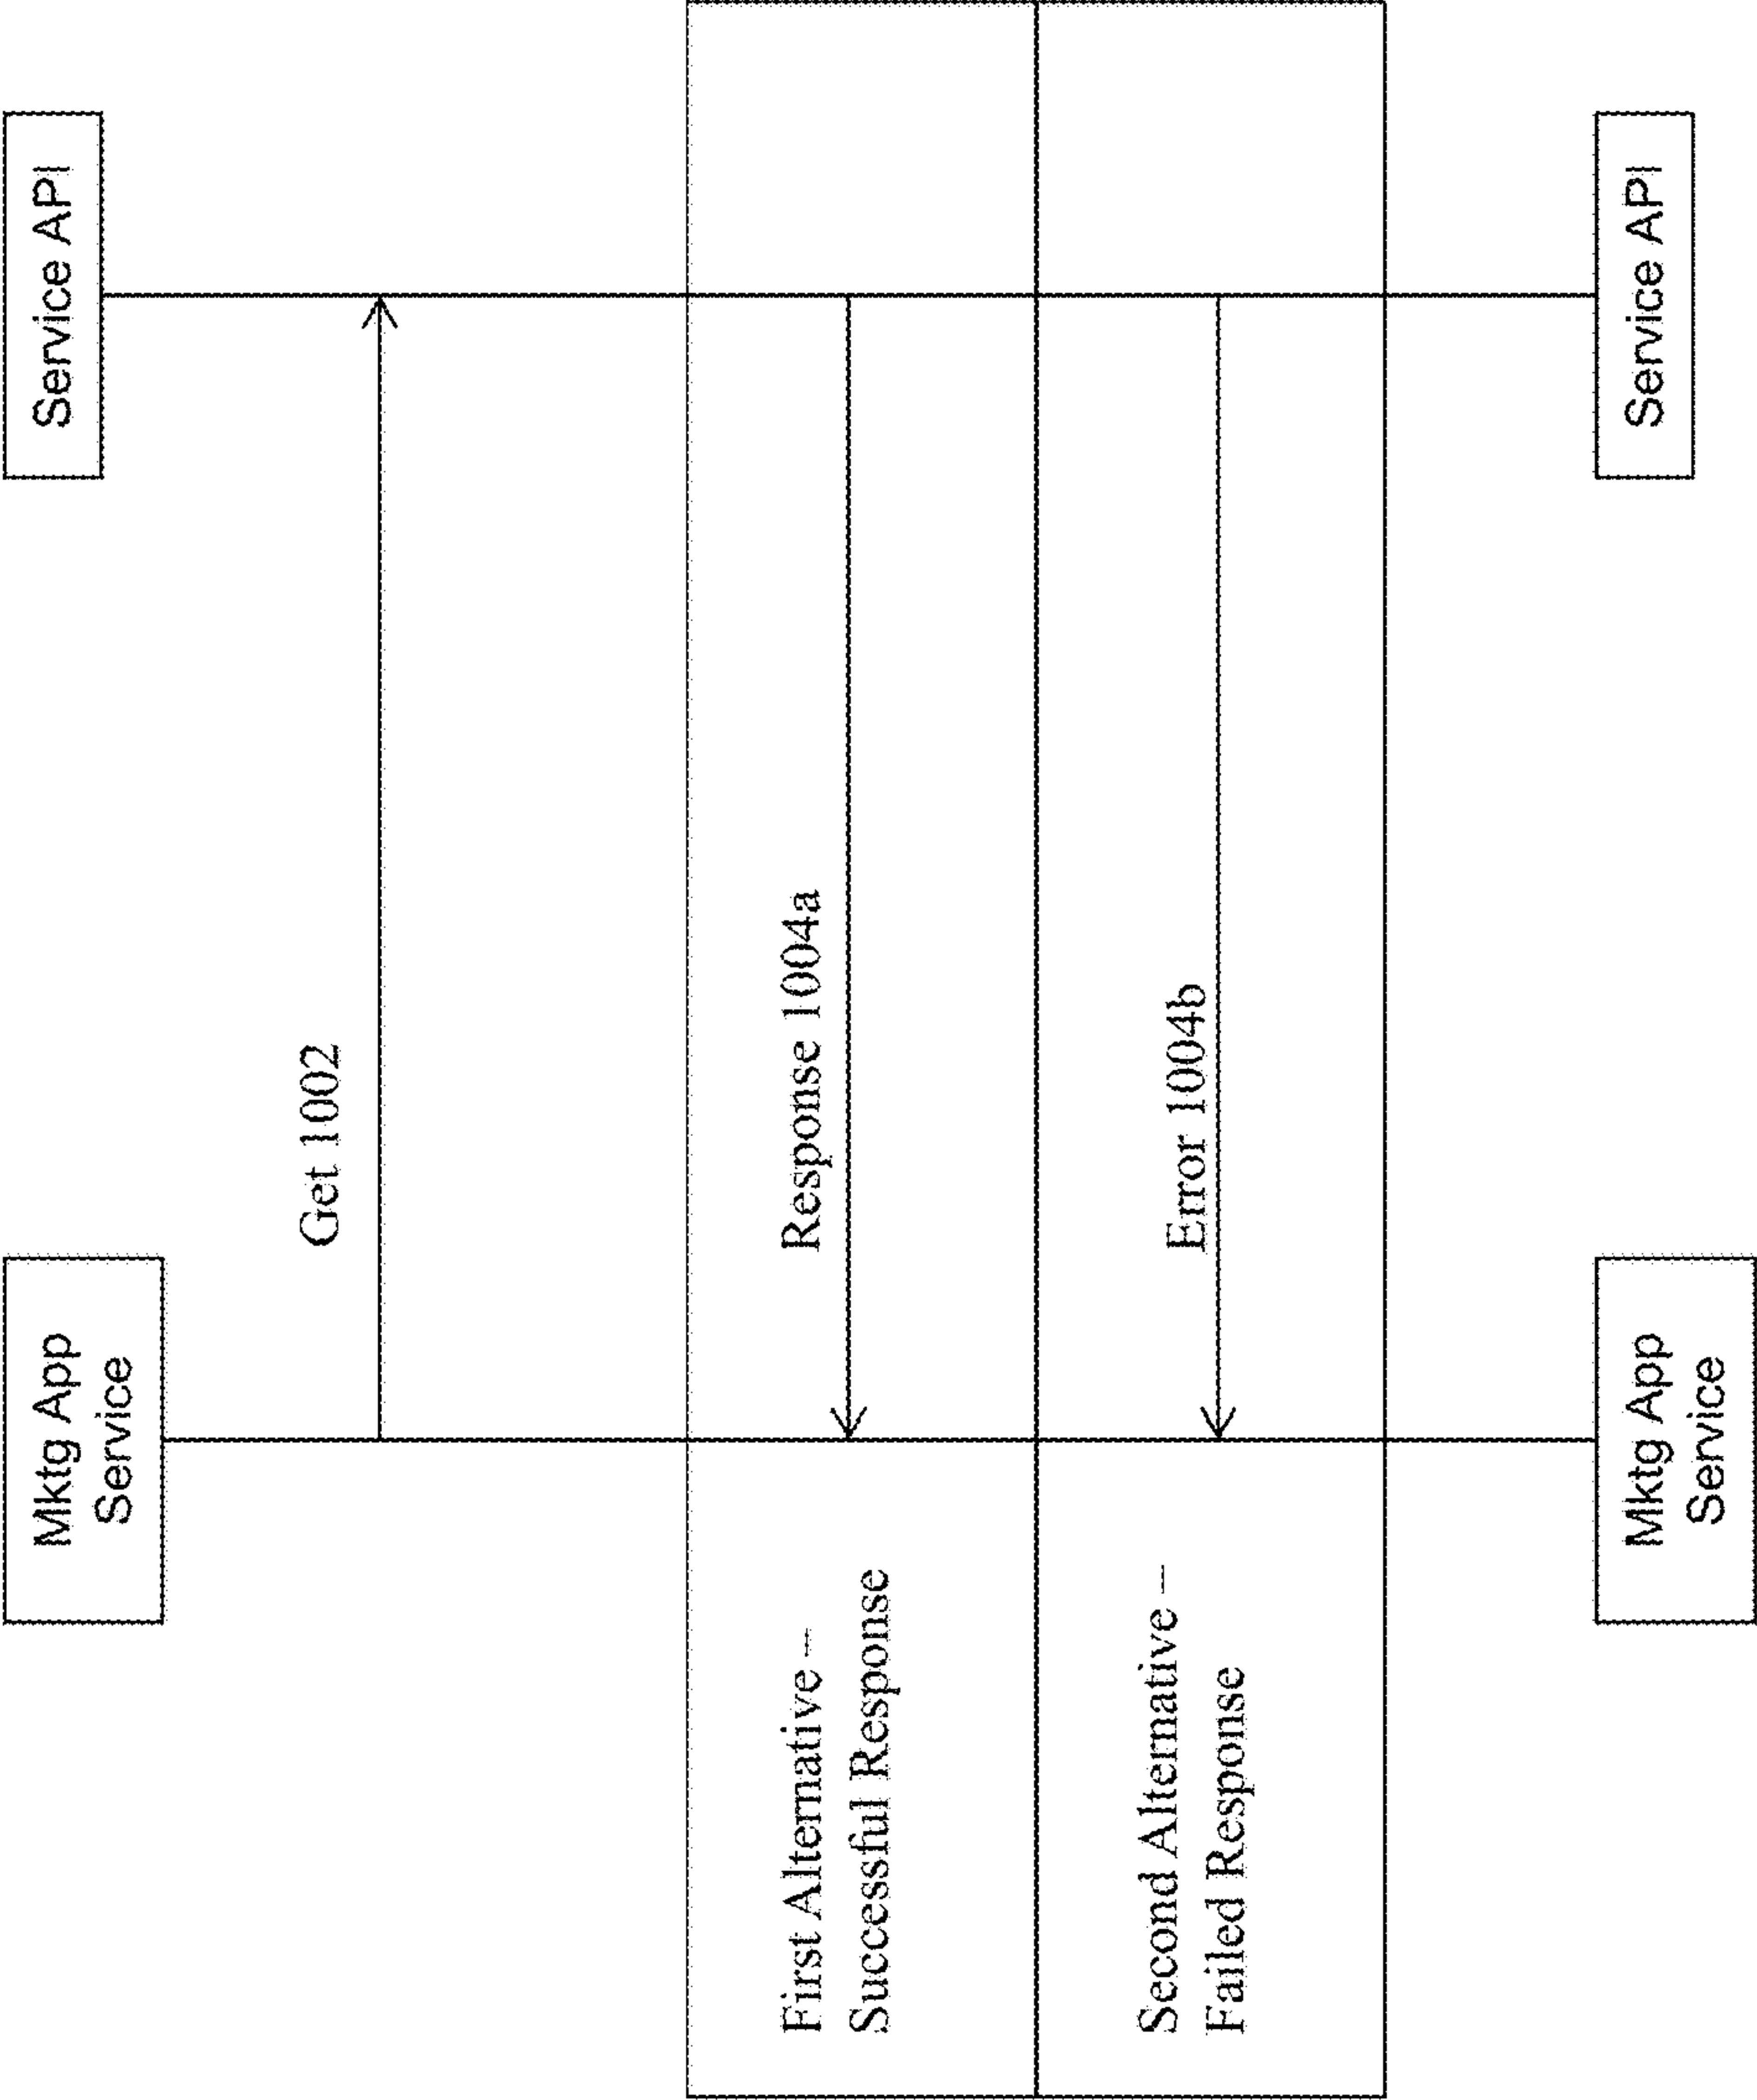 Mktg App
Service
Service API
Get 1002
First Alternative –
Successful Response
Response 1004a
Second Alternative –
Failed Response
Error 1004b
Mktg App
Service
Service API